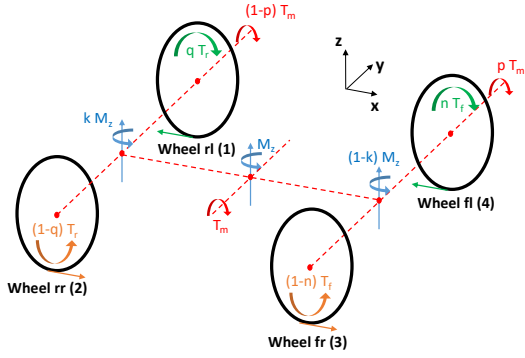 (1-p) T_m
z
y
x
q T_r
p T_m
n T_f
k M_z
Wheel rl (1)
M_z
(1-k) M_z
Wheel fl (4)
(1-q) T_r
T_m
(1-n) T_f
Wheel rr (2)
Wheel fr (3)